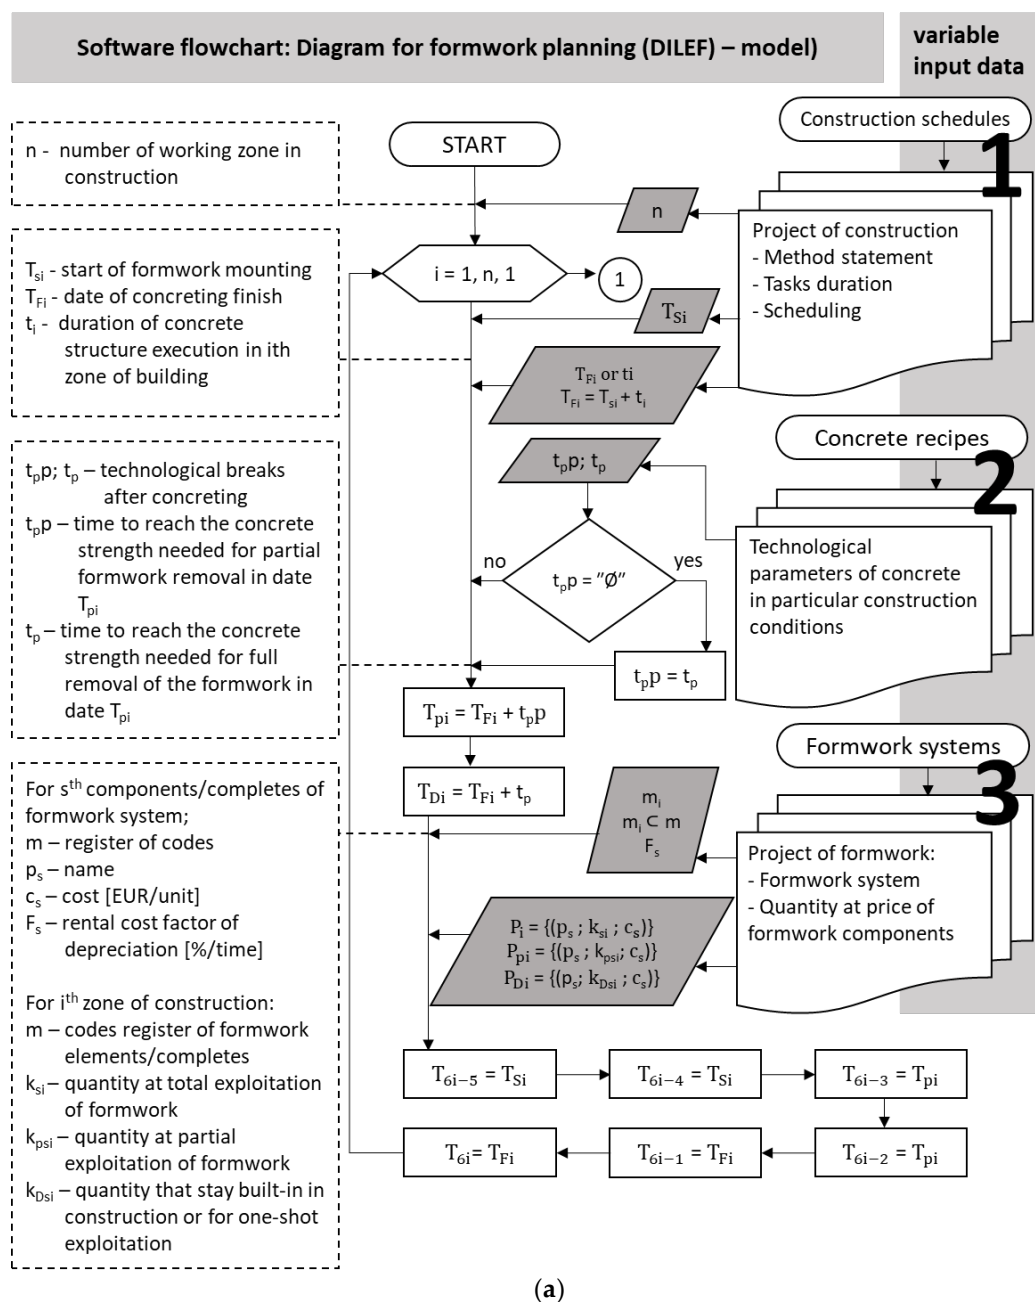 Software flowchart: Diagram for formwork planning (DILEF) – model)
variable
input data
START
Construction schedules
1
n - number of working zone in
construction
n
Project of construction
- Method statement
- Tasks duration
- Scheduling
i = 1, n, 1
1
T_Si
T_si - start of formwork mounting
T_Fi - date of concreting finish
t_i - duration of concrete
structure execution in ith
zone of building
T_Fi or ti
T_Fi = T_si + t_i
Concrete recipes
2
t_pp; t_p
t_pp; t_p – technological breaks
after concreting
t_pp – time to reach the concrete
strength needed for partial
formwork removal in date
T_pi
t_p – time to reach the concrete
strength needed for full
removal of the formwork in
date T_pi
Technological
parameters of concrete
in particular construction
conditions
no
t_pp = ”Ø”
yes
t_pp = t_p
T_pi = T_Fi + t_pp
T_Di = T_Fi + t_p
Formwork systems
3
For s^th components/completes of
formwork system;
m – register of codes
p_s – name
c_s – cost [EUR/unit]
F_s – rental cost factor of
depreciation [%/time]
m_i
m_i ⊂ m
F_s
Project of formwork:
- Formwork system
- Quantity at price of
formwork components
P_i = {(p_s ; k_si ; c_s)}
P_pi = {(p_s ; k_psi; c_s)}
P_Di = {(p_s; k_Dsi ; c_s)}
For i^th zone of construction:
m – codes register of formwork
elements/completes
k_si – quantity at total exploitation
of formwork
k_psi – quantity at partial
exploitation of formwork
k_Dsi – quantity that stay built-in in
construction or for one-shot
exploitation
T_6i−5 = T_Si
T_6i−4 = T_Si
T_6i−3 = T_pi
T_6i= T_Fi
T_6i−1 = T_Fi
T_6i−2 = T_pi
(a)